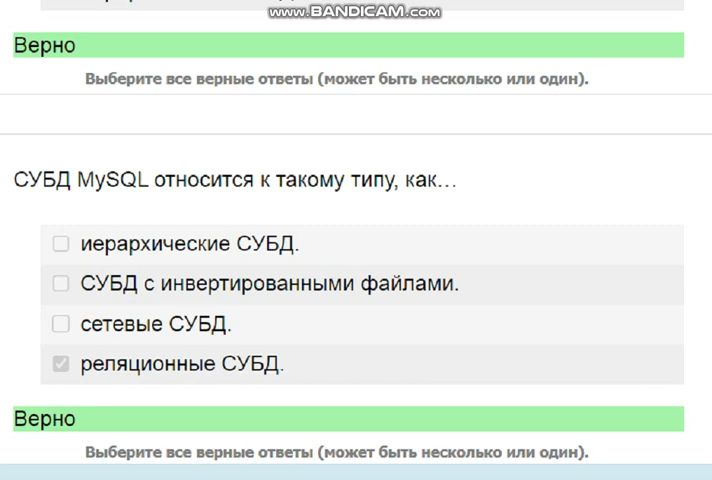 www.BANDICAM.com
Верно
Выберите все верные ответы (может быть несколько или один).
СУБД MySQL относится к такому типу, как...
иерархические СУБД.
СУБД с инвертированными файлами.
сетевые СУБД.
реляционные СУБД.
Верно
Выберите все верные ответы (может быть несколько или один).